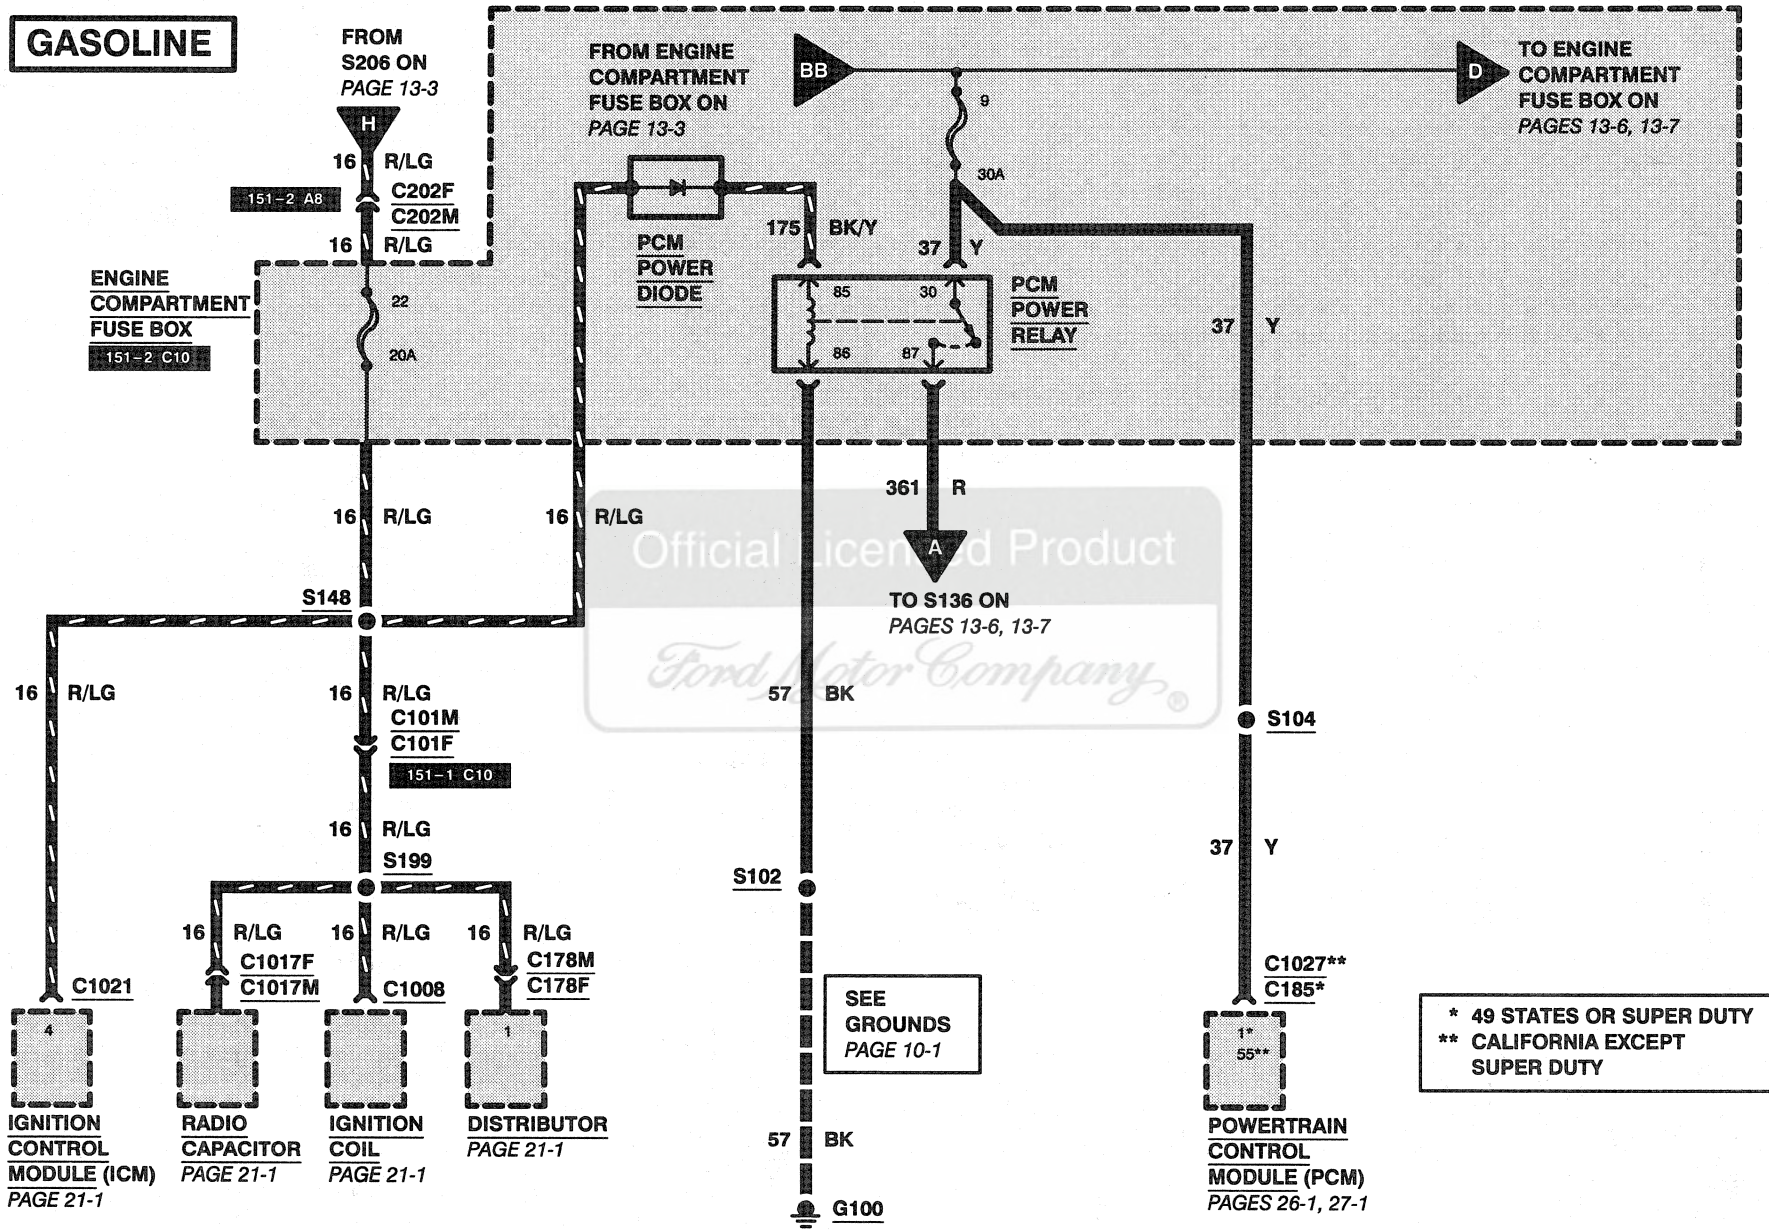 GASOLINE
FROM
S206 ON
PAGE 13-3
H
16 R/LG
151-2 A8
C202F
C202M
16 R/LG
ENGINE
COMPARTMENT
FUSE BOX
151-2 C10
22
20A
FROM ENGINE
COMPARTMENT
FUSE BOX ON
PAGE 13-3
BB
9
30A
D
TO ENGINE
COMPARTMENT
FUSE BOX ON
PAGES 13-6, 13-7
PCM
POWER
DIODE
175 BK/Y
37 Y
85
30
86
87
PCM
POWER
RELAY
37 Y
16 R/LG
16 R/LG
361 R
A
TO S136 ON
PAGES 13-6, 13-7
Official Licensed Product
Ford Motor Company®
S148
16 R/LG
16 R/LG
C101M
C101F
151-1 C10
57 BK
S104
16 R/LG
S199
37 Y
S102
16 R/LG
16 R/LG
16 R/LG
C1017F
C1017M
C178M
C178F
C1021
C1008
C1027**
C185*
4
1
1*
55**
SEE
GROUNDS
PAGE 10-1
* 49 STATES OR SUPER DUTY
** CALIFORNIA EXCEPT
SUPER DUTY
IGNITION
CONTROL
MODULE (ICM)
PAGE 21-1
RADIO
CAPACITOR
PAGE 21-1
IGNITION
COIL
PAGE 21-1
DISTRIBUTOR
PAGE 21-1
57 BK
G100
POWERTRAIN
CONTROL
MODULE (PCM)
PAGES 26-1, 27-1